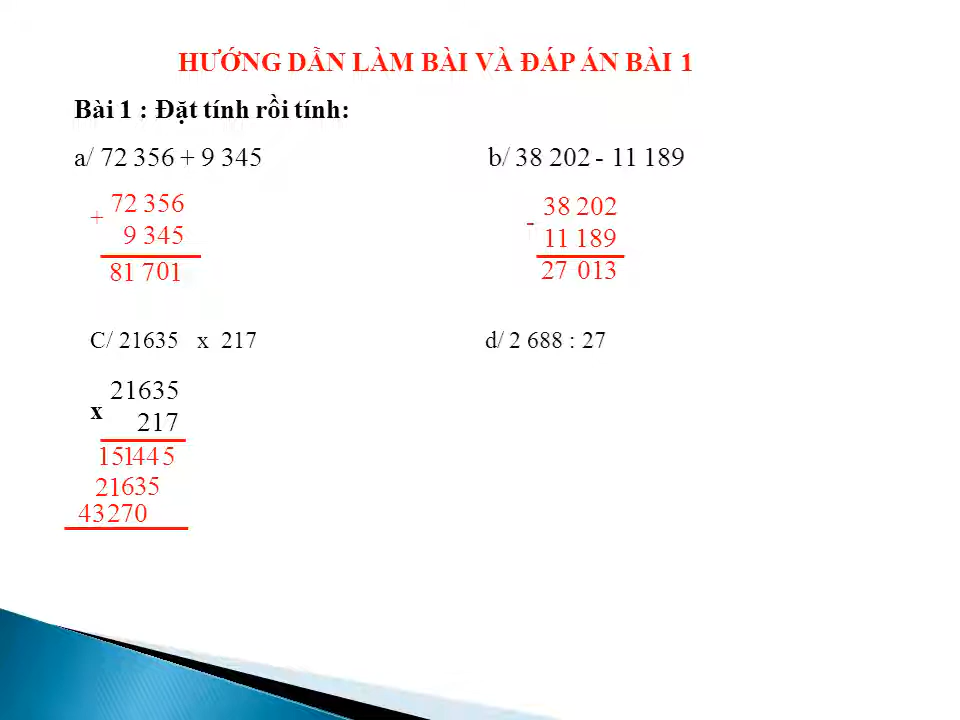 HƯỚNG DẪN LÀM BÀI VÀ ĐÁP ÁN BÀI 1
Bài 1 : Đặt tính rồi tính:
a/ 72 356 + 9 345
b/ 38 202 - 11 189
+
72 356
9 345
81 701
-
38 202
11 189
27 013
C/ 21635 x 217
d/ 2 688 : 27
x
21635
217
151445
21635
43270